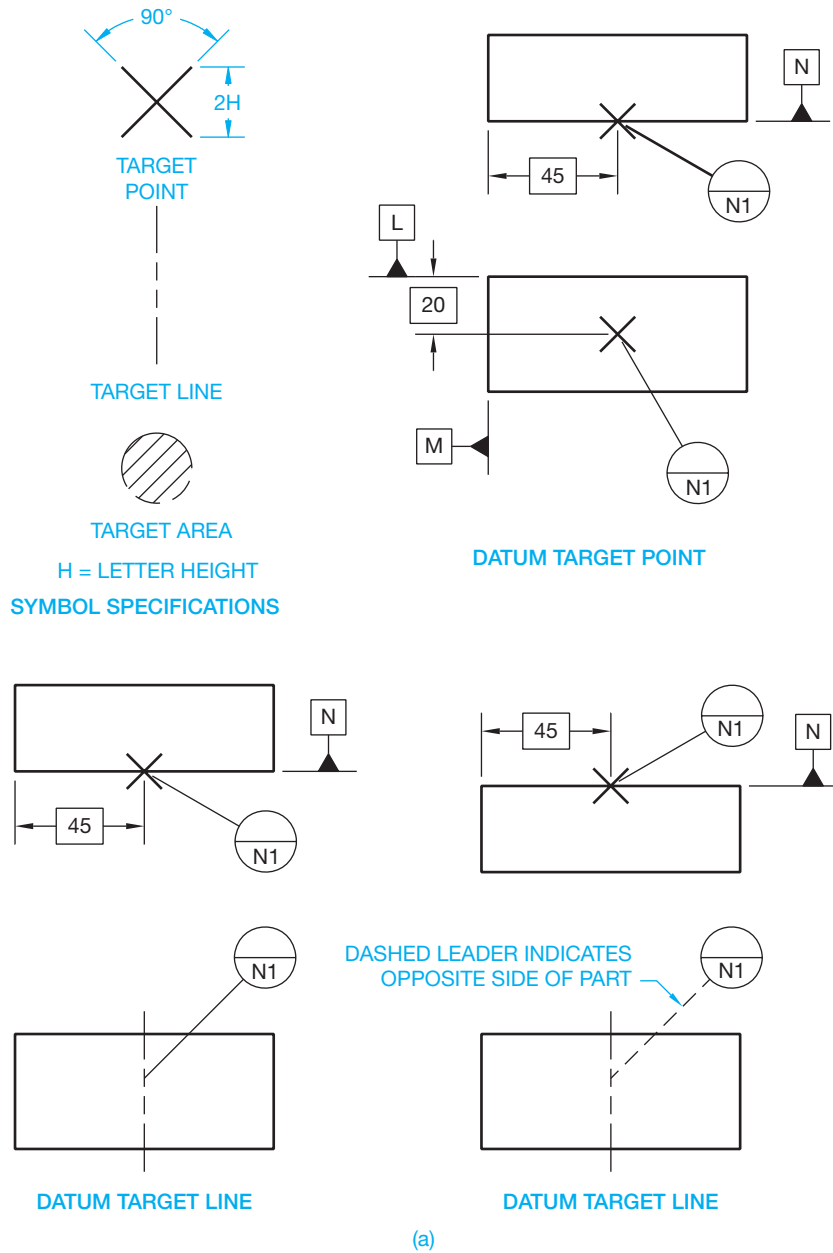 90°
2H
TARGET
POINT
TARGET LINE
TARGET AREA
H = LETTER HEIGHT
SYMBOL SPECIFICATIONS
N
45
N1
L
20
M
N1
DATUM TARGET POINT
N
45
N1
N1
DATUM TARGET LINE
N1
45
N
DASHED LEADER INDICATES
OPPOSITE SIDE OF PART
N1
DATUM TARGET LINE
(a)